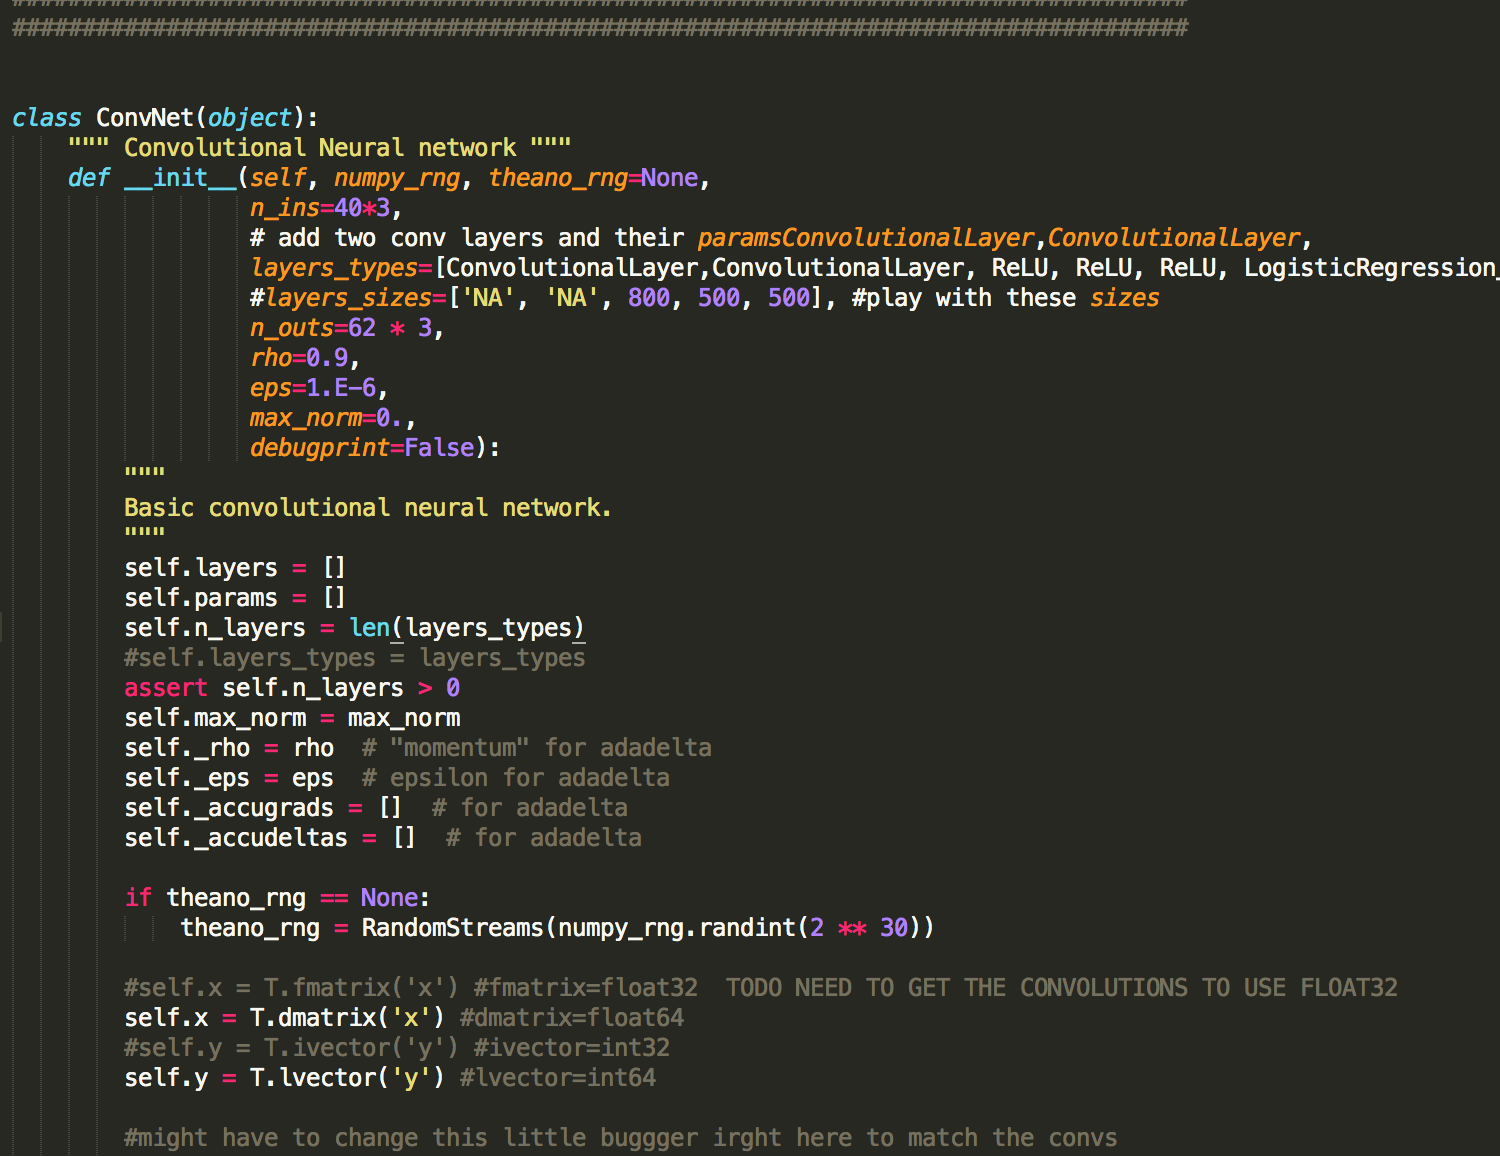 ####################################################################################
####################################################################################
class ConvNet(object):
    """ Convolutional Neural network """
    def __init__(self, numpy_rng, theano_rng=None,
                 n_ins=40*3,
                 # add two conv layers and their paramsConvolutionalLayer,ConvolutionalLayer,
                 layers_types=[ConvolutionalLayer,ConvolutionalLayer, ReLU, ReLU, ReLU, LogisticRegression_
                 #layers_sizes=['NA', 'NA', 800, 500, 500], #play with these sizes
                 n_outs=62 * 3,
                 rho=0.9,
                 eps=1.E-6,
                 max_norm=0.,
                 debugprint=False):
        """
        Basic convolutional neural network.
        """
        self.layers = []
        self.params = []
        self.n_layers = len(layers_types)
        #self.layers_types = layers_types
        assert self.n_layers > 0
        self.max_norm = max_norm
        self._rho = rho  # "momentum" for adadelta
        self._eps = eps  # epsilon for adadelta
        self._accugrads = []  # for adadelta
        self._accudeltas = []  # for adadelta
        if theano_rng == None:
            theano_rng = RandomStreams(numpy_rng.randint(2 ** 30))
        #self.x = T.fmatrix('x') #fmatrix=float32  TODO NEED TO GET THE CONVOLUTIONS TO USE FLOAT32
        self.x = T.dmatrix('x') #dmatrix=float64
        #self.y = T.ivector('y') #ivector=int32
        self.y = T.lvector('y') #lvector=int64
        #might have to change this little buggger irght here to match the convs